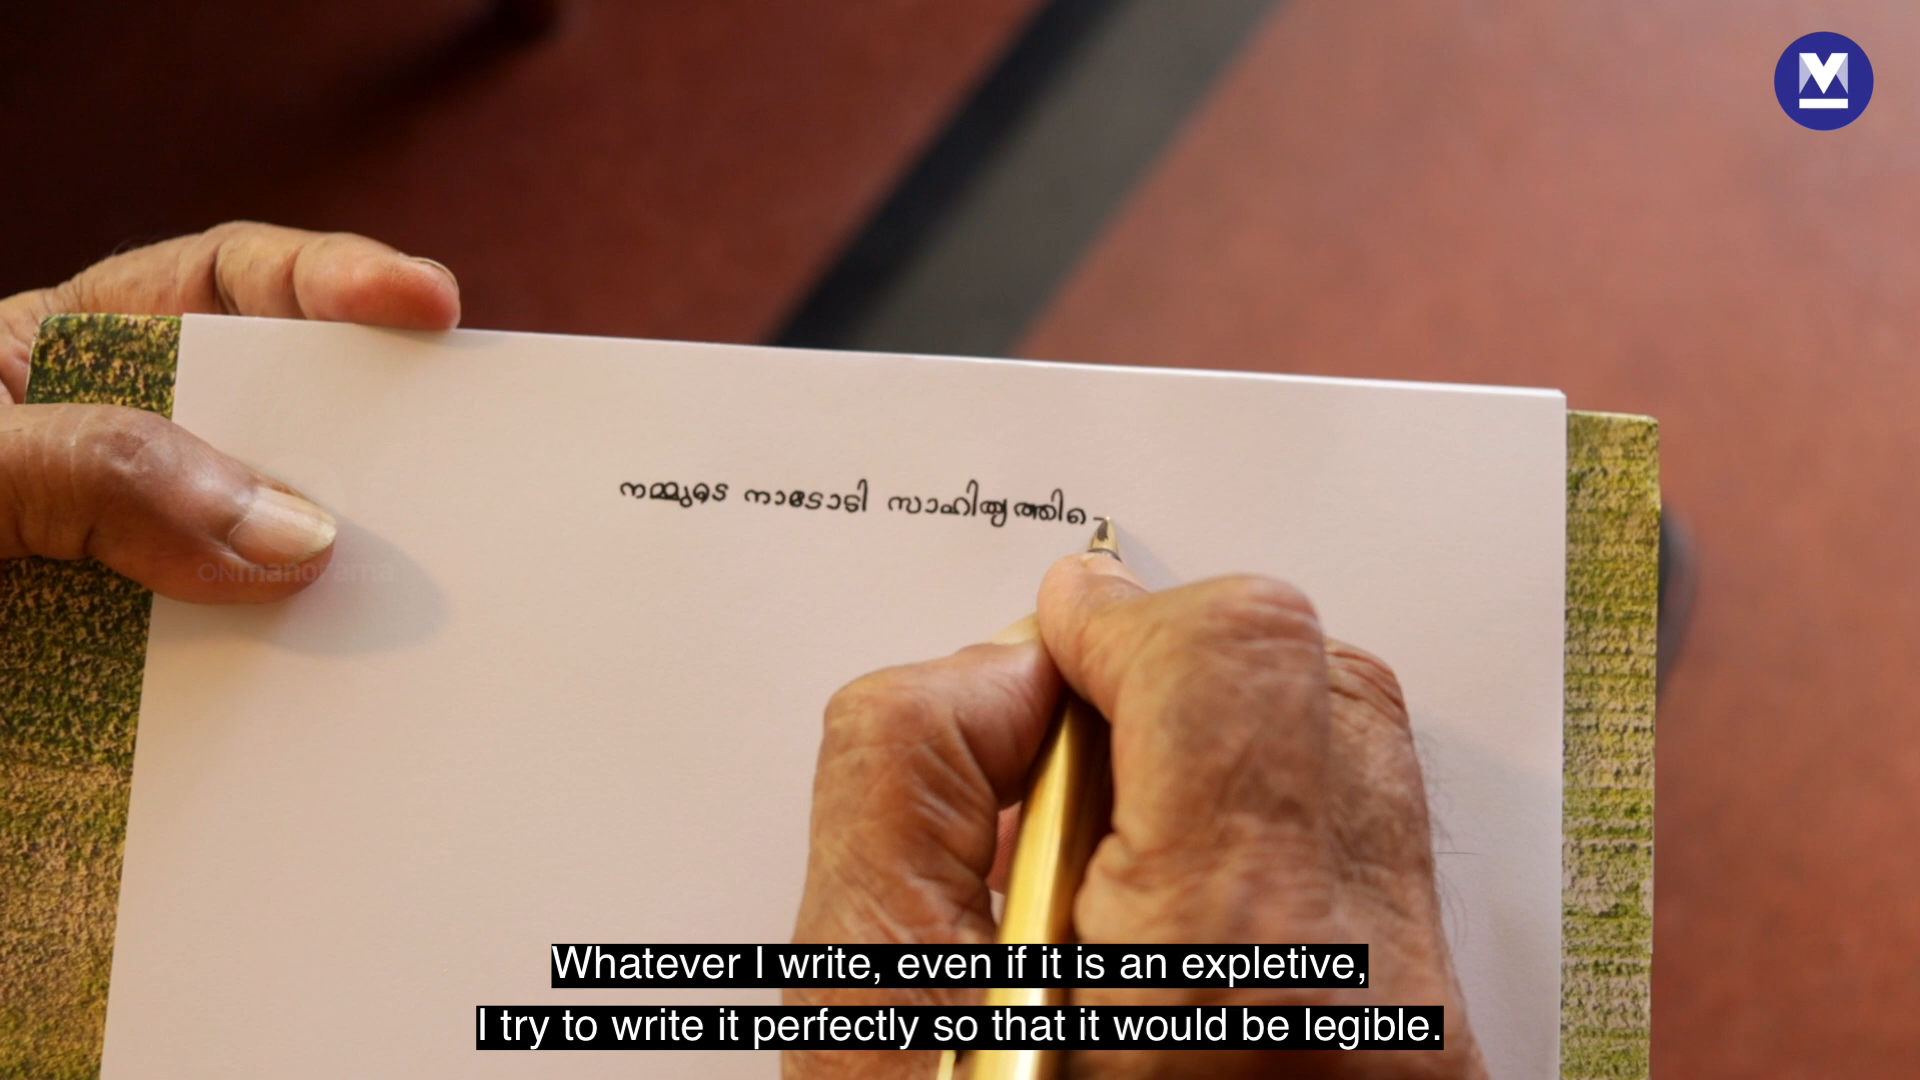 നമ്മുടെ നാടോടി സാഹിത്യത്തിെ
ONmanorama
Whatever I write, even if it is an expletive,
I try to write it perfectly so that it would be legible.